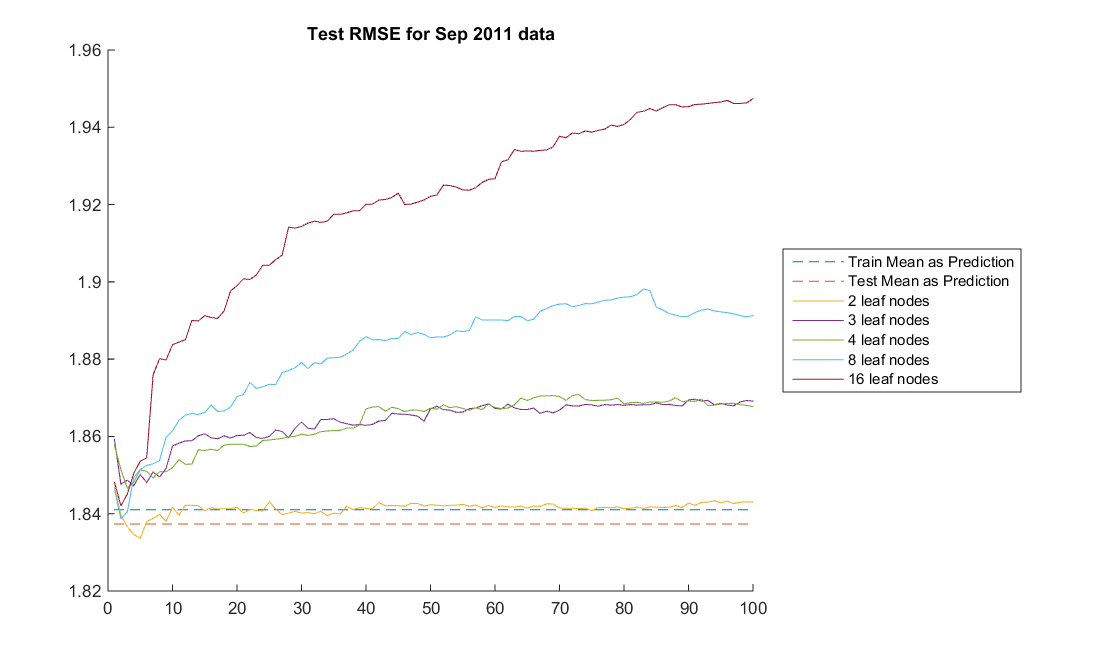 Test RMSE for Sep 2011 data
1.96
1.94
1.92
1.9
1.88
1.86
1.84
1.82
0 10 20 30 40 50 60 70 80 90 100
Train Mean as Prediction
Test Mean as Prediction
2 leaf nodes
3 leaf nodes
4 leaf nodes
8 leaf nodes
16 leaf nodes